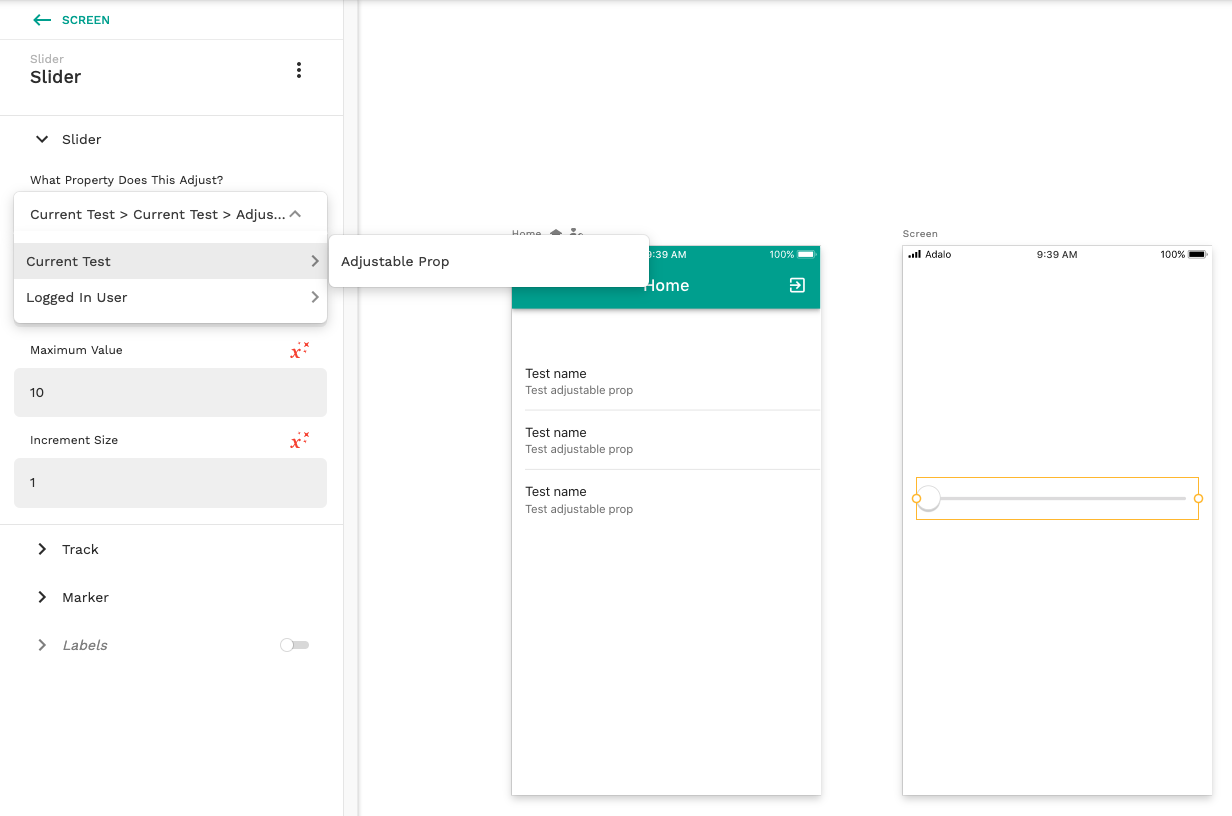 SCREEN
Slider
Slider
Slider
What Property Does This Adjust?
Current Test > Current Test > Adjus...
Current Test
Logged In User
Adjustable Prop
Maximum Value
10
Increment Size
1
Track
Marker
Labels
Home
9:39 AM 100%
Home
Test name
Test adjustable prop
Test name
Test adjustable prop
Test name
Test adjustable prop
Screen
Adalo 9:39 AM 100%